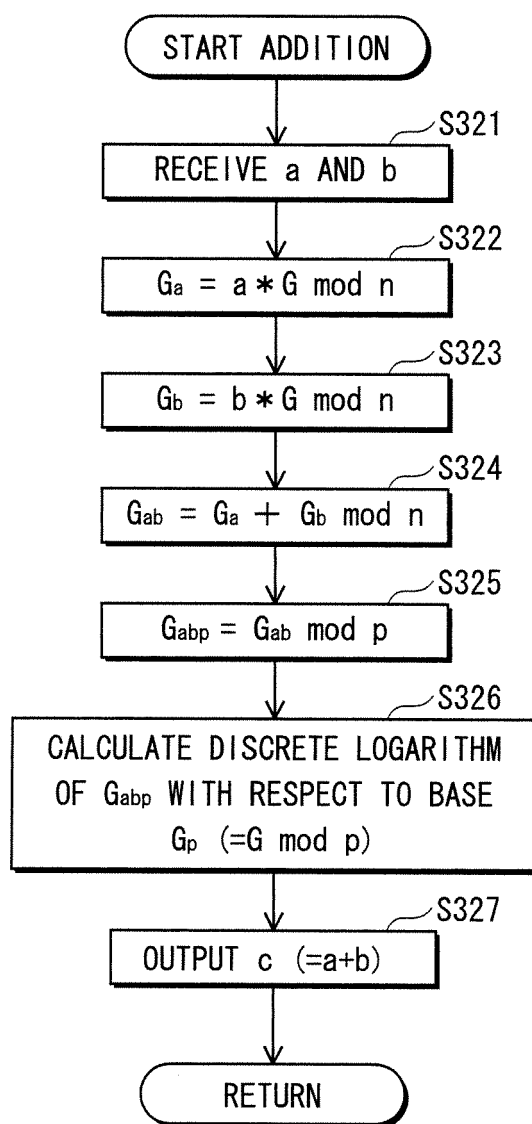 START ADDITION
S321
RECEIVE a AND b
S322
Ga = a * G mod n
S323
Gb = b * G mod n
S324
Gab = Ga + Gb mod n
S325
Gabp = Gab mod p
S326
CALCULATE DISCRETE LOGARITHM
OF Gabp WITH RESPECT TO BASE
Gp (=G mod p)
S327
OUTPUT c (=a+b)
RETURN